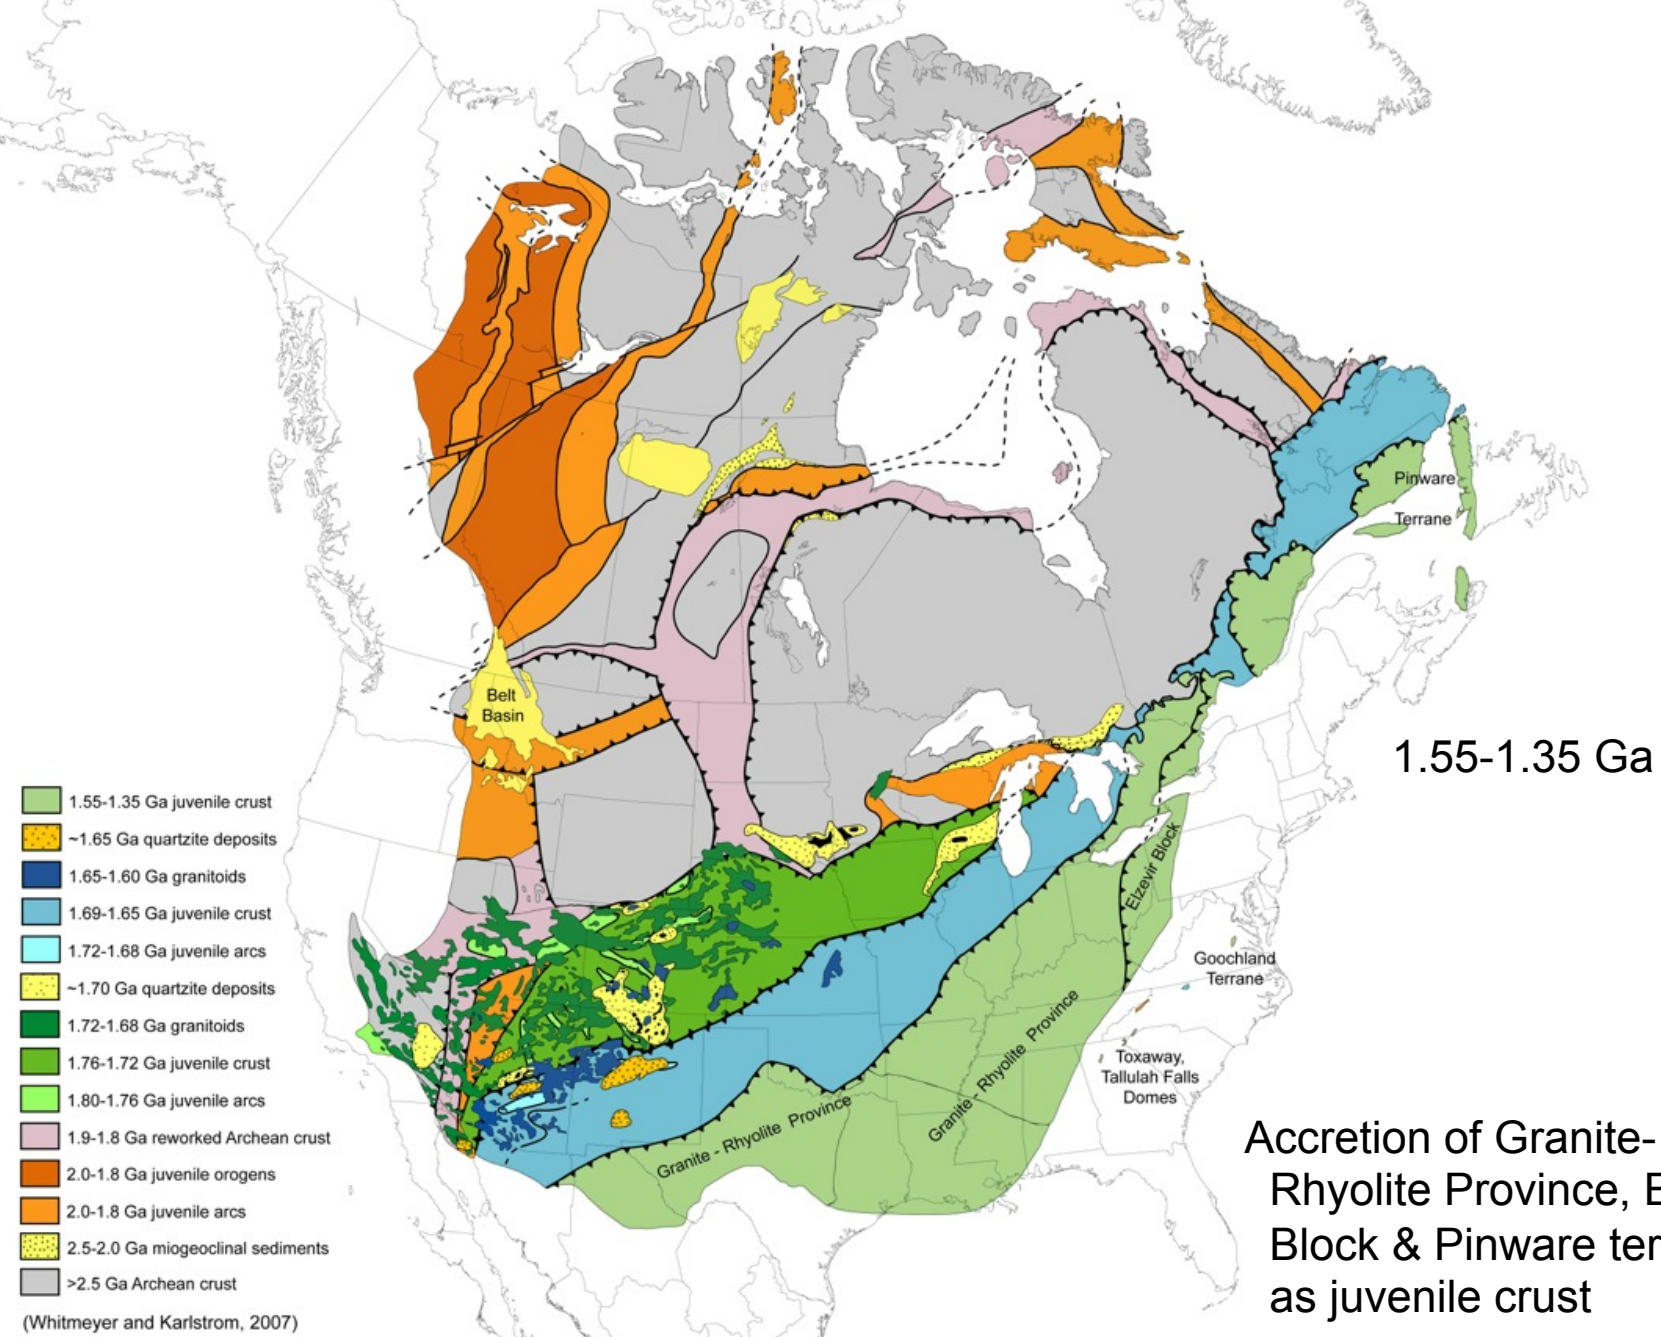 Pinware
Terrane
Belt
Basin
1.55-1.35 Ga
1.55-1.35 Ga juvenile crust
~1.65 Ga quartzite deposits
1.65-1.60 Ga granitoids
1.69-1.65 Ga juvenile crust
1.72-1.68 Ga juvenile arcs
~1.70 Ga quartzite deposits
1.72-1.68 Ga granitoids
1.76-1.72 Ga juvenile crust
1.80-1.76 Ga juvenile arcs
1.9-1.8 Ga reworked Archean crust
2.0-1.8 Ga juvenile orogens
2.0-1.8 Ga juvenile arcs
2.5-2.0 Ga miogeoclinal sediments
>2.5 Ga Archean crust
(Whitmeyer and Karlstrom, 2007)
Elzevir Block
Goochland
Terrane
Granite - Rhyolite Province
Granite - Rhyolite Province
Toxaway,
Tallulah Falls
Domes
Accretion of Granite-
Rhyolite Province,
Block & Pinware
as juvenile crust